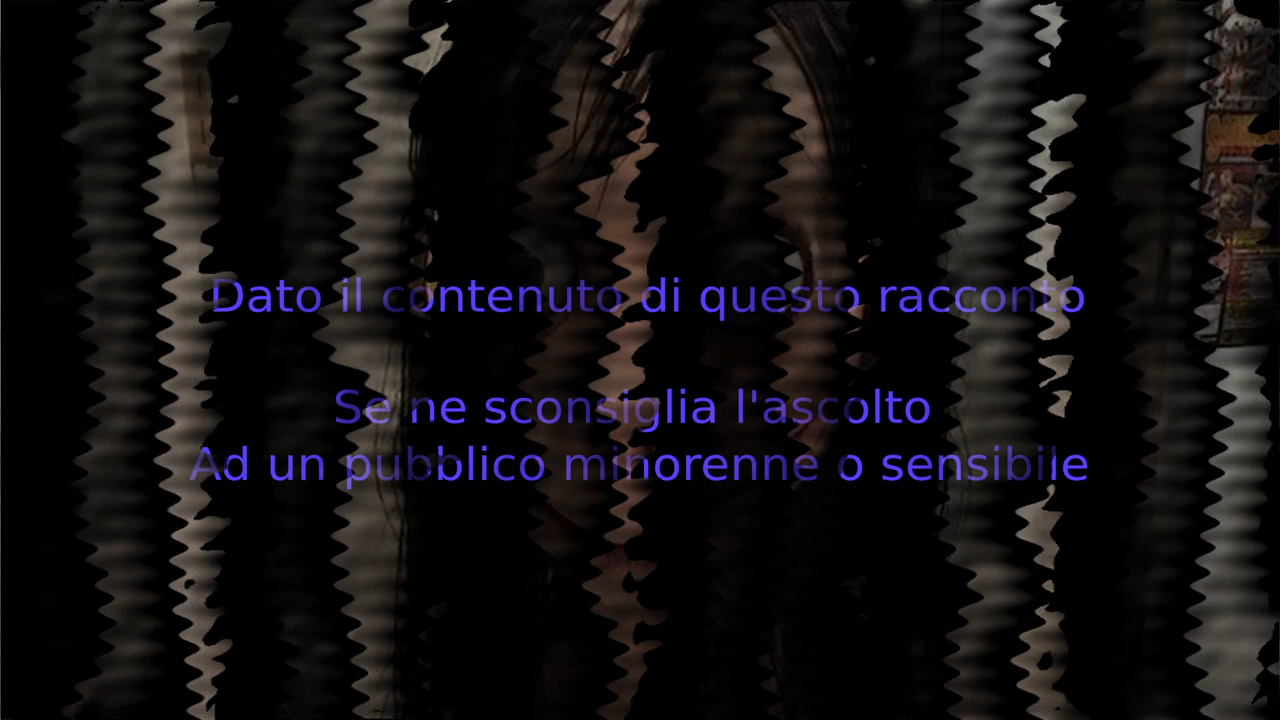 Dato il contenuto di questo racconto
Se ne sconsiglia l'ascolto
Ad un pubblico minorenne o sensibile